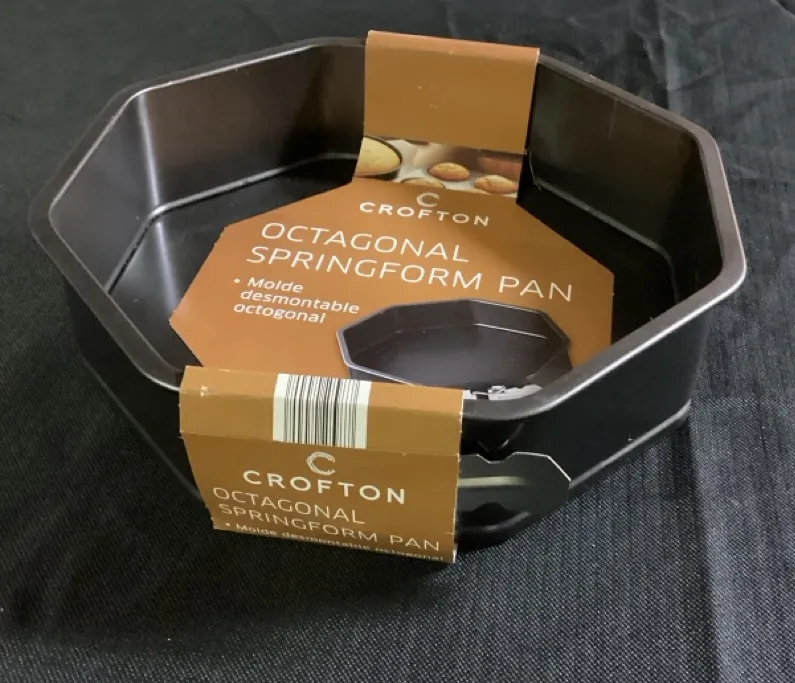 CROFTON
OCTAGONAL
SPRINGFORM PAN
• Molde
desmontable
octogonal
CROFTON
OCTAGONAL
SPRINGFORM PAN
• Molde desmontable octogonal